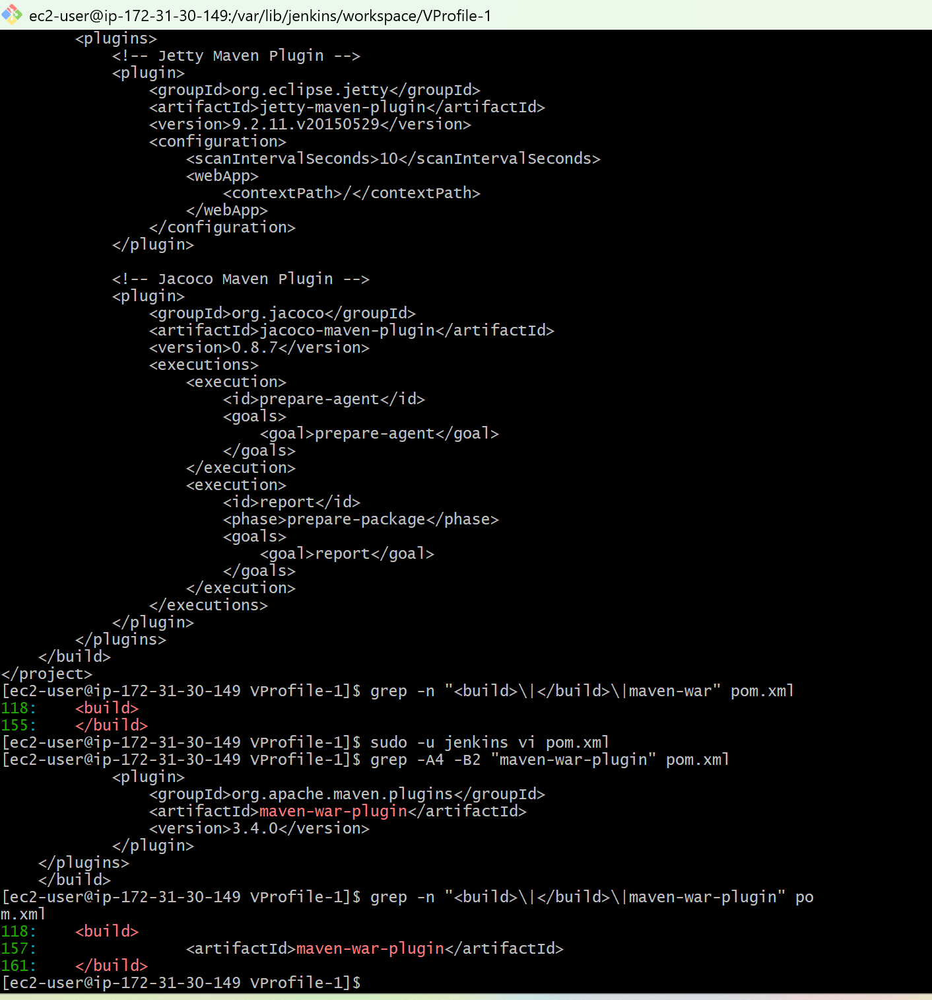 ec2-user@ip-172-31-30-149:/var/lib/jenkins/workspace/VProfile-1
        <plugins>
            <!-- Jetty Maven Plugin -->
            <plugin>
                <groupId>org.eclipse.jetty</groupId>
                <artifactId>jetty-maven-plugin</artifactId>
                <version>9.2.11.v20150529</version>
                <configuration>
                    <scanIntervalSeconds>10</scanIntervalSeconds>
                    <webApp>
                        <contextPath>/</contextPath>
                    </webApp>
                </configuration>
            </plugin>

            <!-- Jacoco Maven Plugin -->
            <plugin>
                <groupId>org.jacoco</groupId>
                <artifactId>jacoco-maven-plugin</artifactId>
                <version>0.8.7</version>
                <executions>
                    <execution>
                        <id>prepare-agent</id>
                        <goals>
                            <goal>prepare-agent</goal>
                        </goals>
                    </execution>
                    <execution>
                        <id>report</id>
                        <phase>prepare-package</phase>
                        <goals>
                            <goal>report</goal>
                        </goals>
                    </execution>
                </executions>
            </plugin>
        </plugins>
    </build>
</project>
[ec2-user@ip-172-31-30-149 VProfile-1]$ grep -n "<build>\|</build>\|maven-war" pom.xml
118:    <build>
155:    </build>
[ec2-user@ip-172-31-30-149 VProfile-1]$ sudo -u jenkins vi pom.xml
[ec2-user@ip-172-31-30-149 VProfile-1]$ grep -A4 -B2 "maven-war-plugin" pom.xml
            <plugin>
                <groupId>org.apache.maven.plugins</groupId>
                <artifactId>maven-war-plugin</artifactId>
                <version>3.4.0</version>
            </plugin>
    </plugins>
    </build>
[ec2-user@ip-172-31-30-149 VProfile-1]$ grep -n "<build>\|</build>\|maven-war-plugin" po
m.xml
118:    <build>
157:                <artifactId>maven-war-plugin</artifactId>
161:    </build>
[ec2-user@ip-172-31-30-149 VProfile-1]$